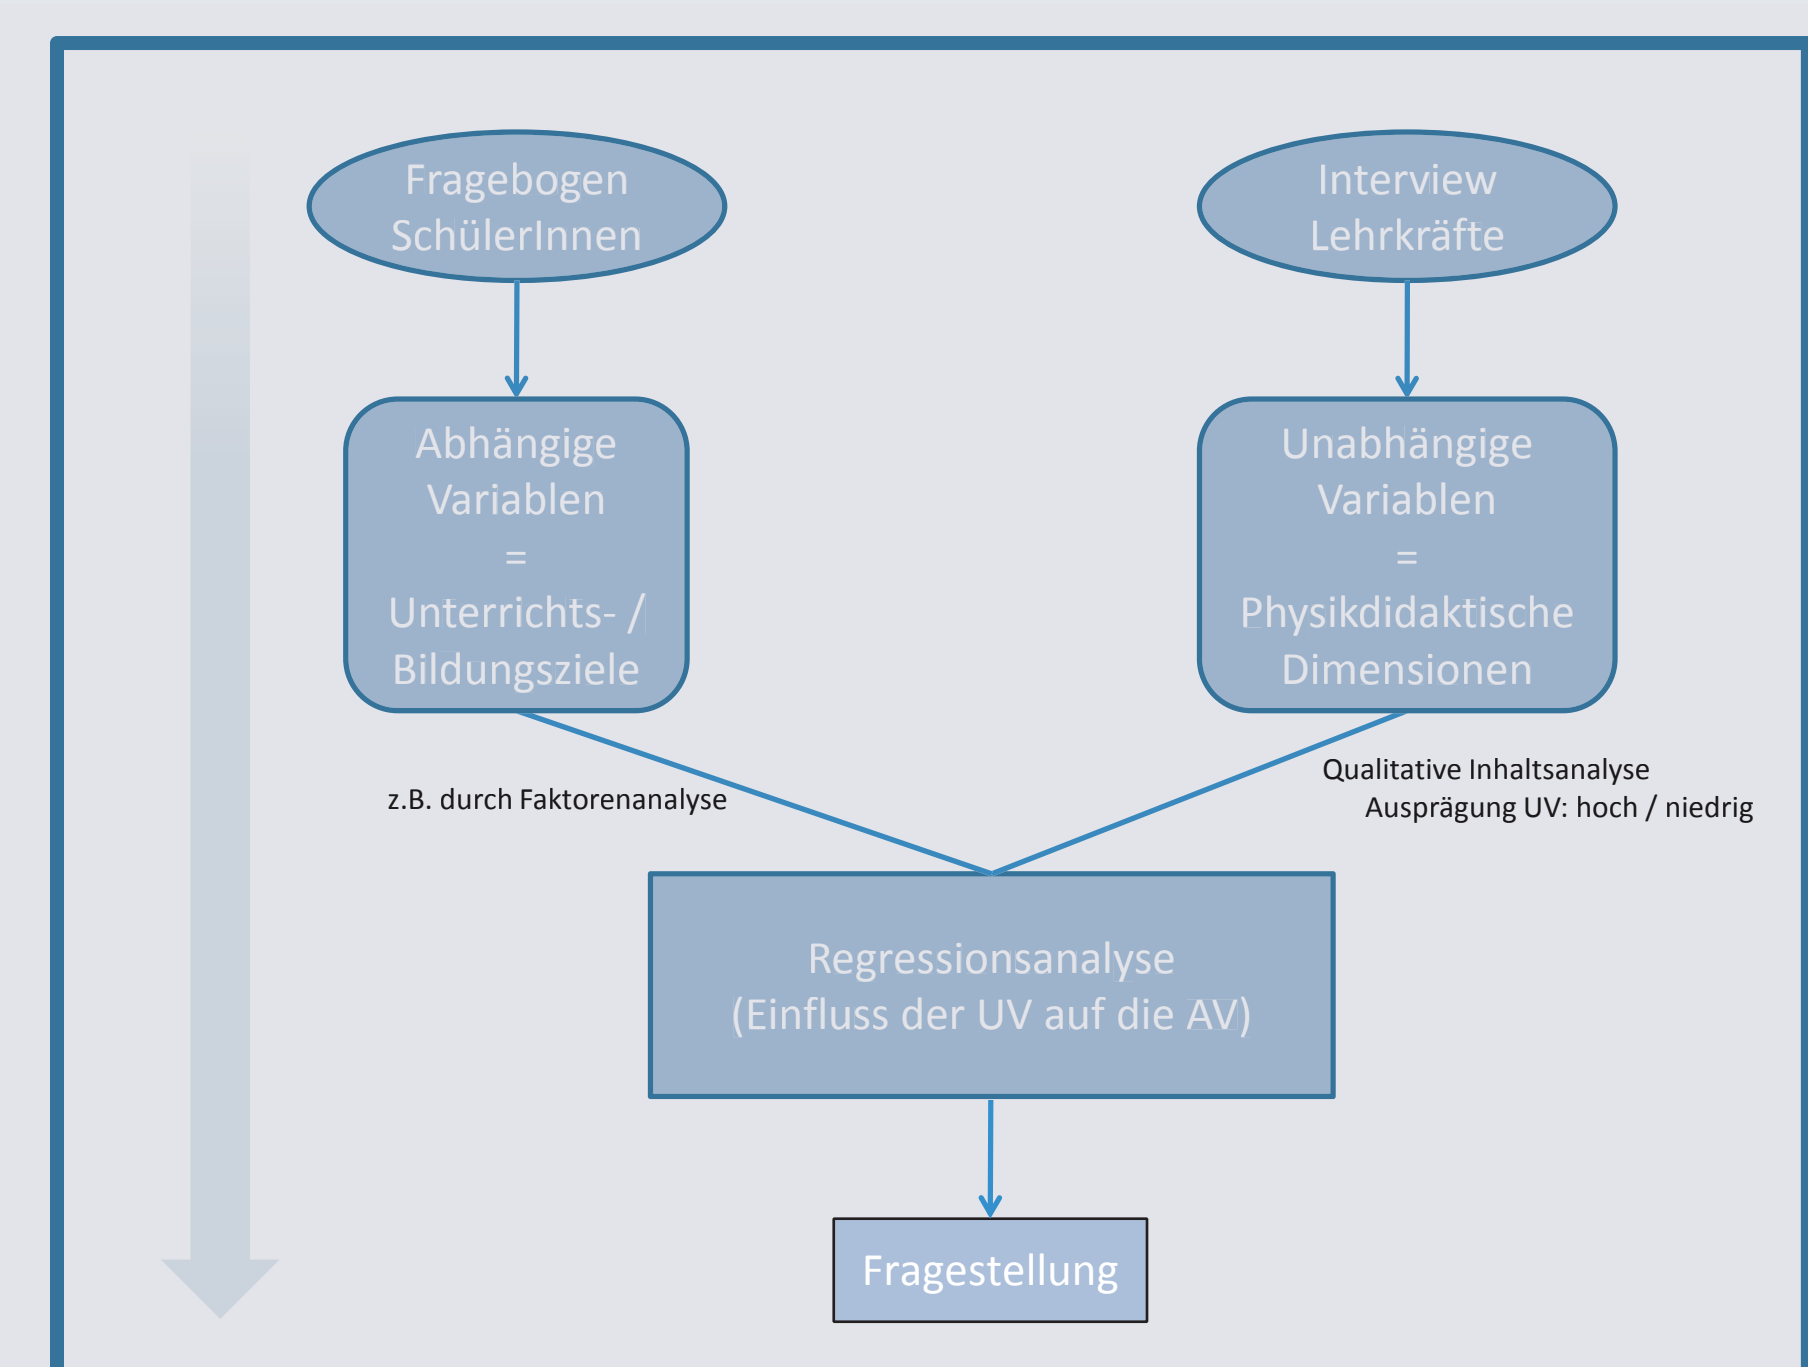 Fragebogen
SchülerInnen
Interview
Lehrkräfte
Abhängige
Variablen
=
Unterrichts- /
Bildungsziele
Unabhängige
Variablen
=
Physikdidaktische
Dimensionen
z.B. durch Faktorenanalyse
Qualitative Inhaltsanalyse
Ausprägung UV: hoch / niedrig
Regressionsanalyse
(Einfluss der UV auf die AV)
Fragestellung